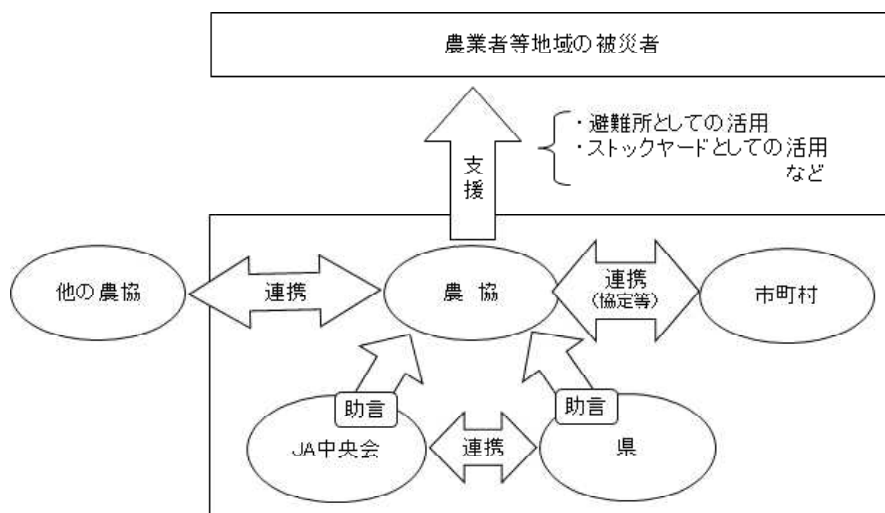 農業者等地域の被災者
・避難所としての活用
・ストックヤードとしての活用
など
支援
他の農協
連携
農 協
連携
(協定等)
市町村
助言
助言
JA中央会
連携
県